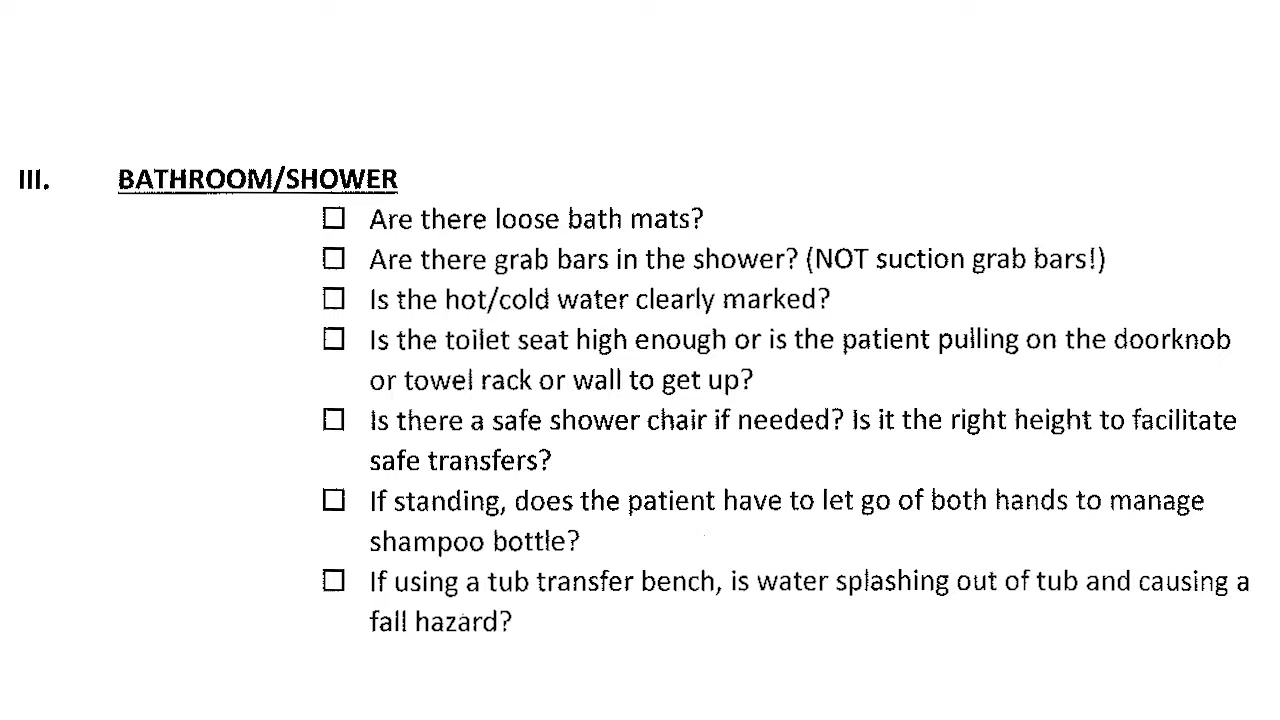 III. BATHROOM/SHOWER
☐ Are there loose bath mats?
☐ Are there grab bars in the shower? (NOT suction grab bars!)
☐ Is the hot/cold water clearly marked?
☐ Is the toilet seat high enough or is the patient pulling on the doorknob
or towel rack or wall to get up?
☐ Is there a safe shower chair if needed? Is it the right height to facilitate
safe transfers?
☐ If standing, does the patient have to let go of both hands to manage
shampoo bottle?
☐ If using a tub transfer bench, is water splashing out of tub and causing a
fall hazard?